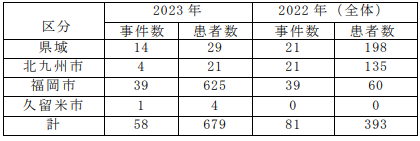 区分 2023年 2022年（全体）
事件数 患者数 事件数 患者数
県域 14 29 21 198
北九州市 4 21 21 135
福岡市 39 625 39 60
久留米市 1 4 0 0
計 58 679 81 393